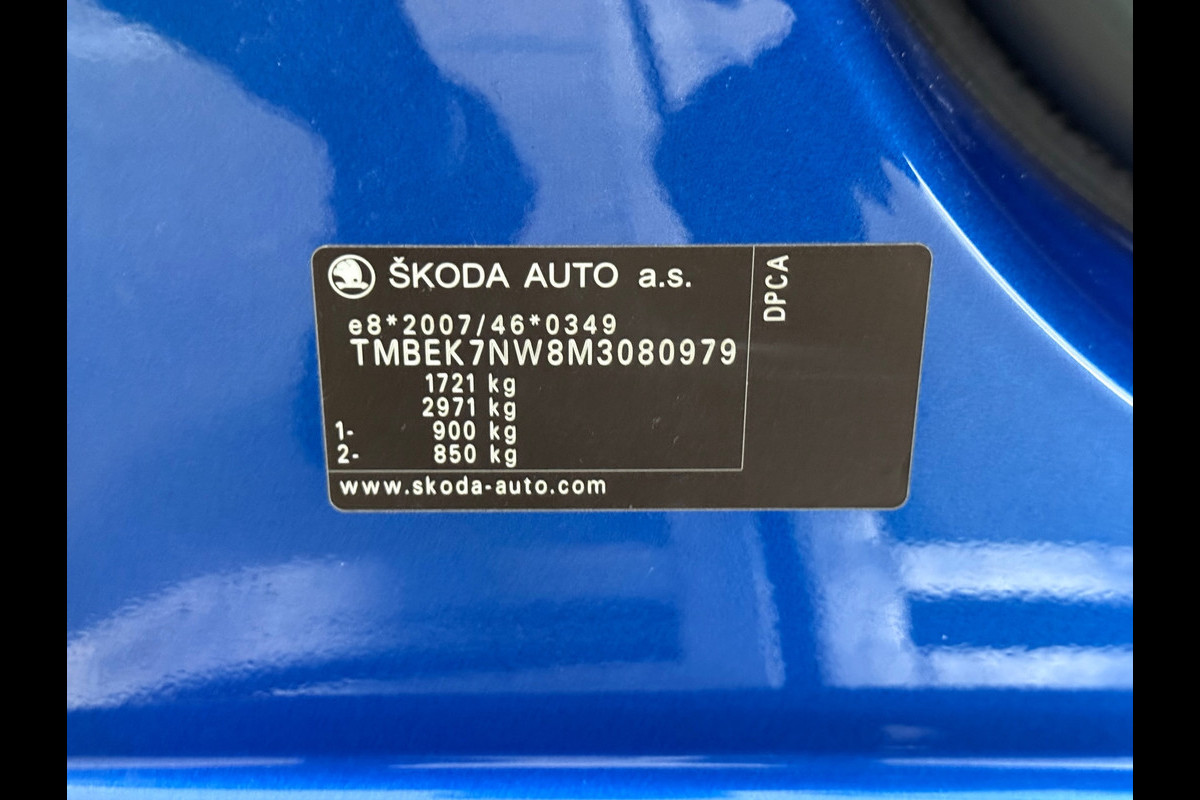 ŠKODA AUTO a.s.
e8*2007/46*0349
TMBEK7NW8M3080979
1721 kg
2971 kg
1- 900 kg
2- 850 kg
www.skoda-auto.com
DPCA